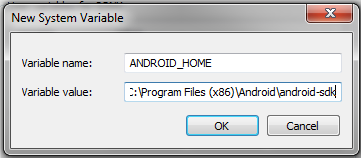 New System Variable
Variable name:
ANDROID_HOME
Variable value:
:\Program Files (x86)\Android\android-sdk
OK
Cancel